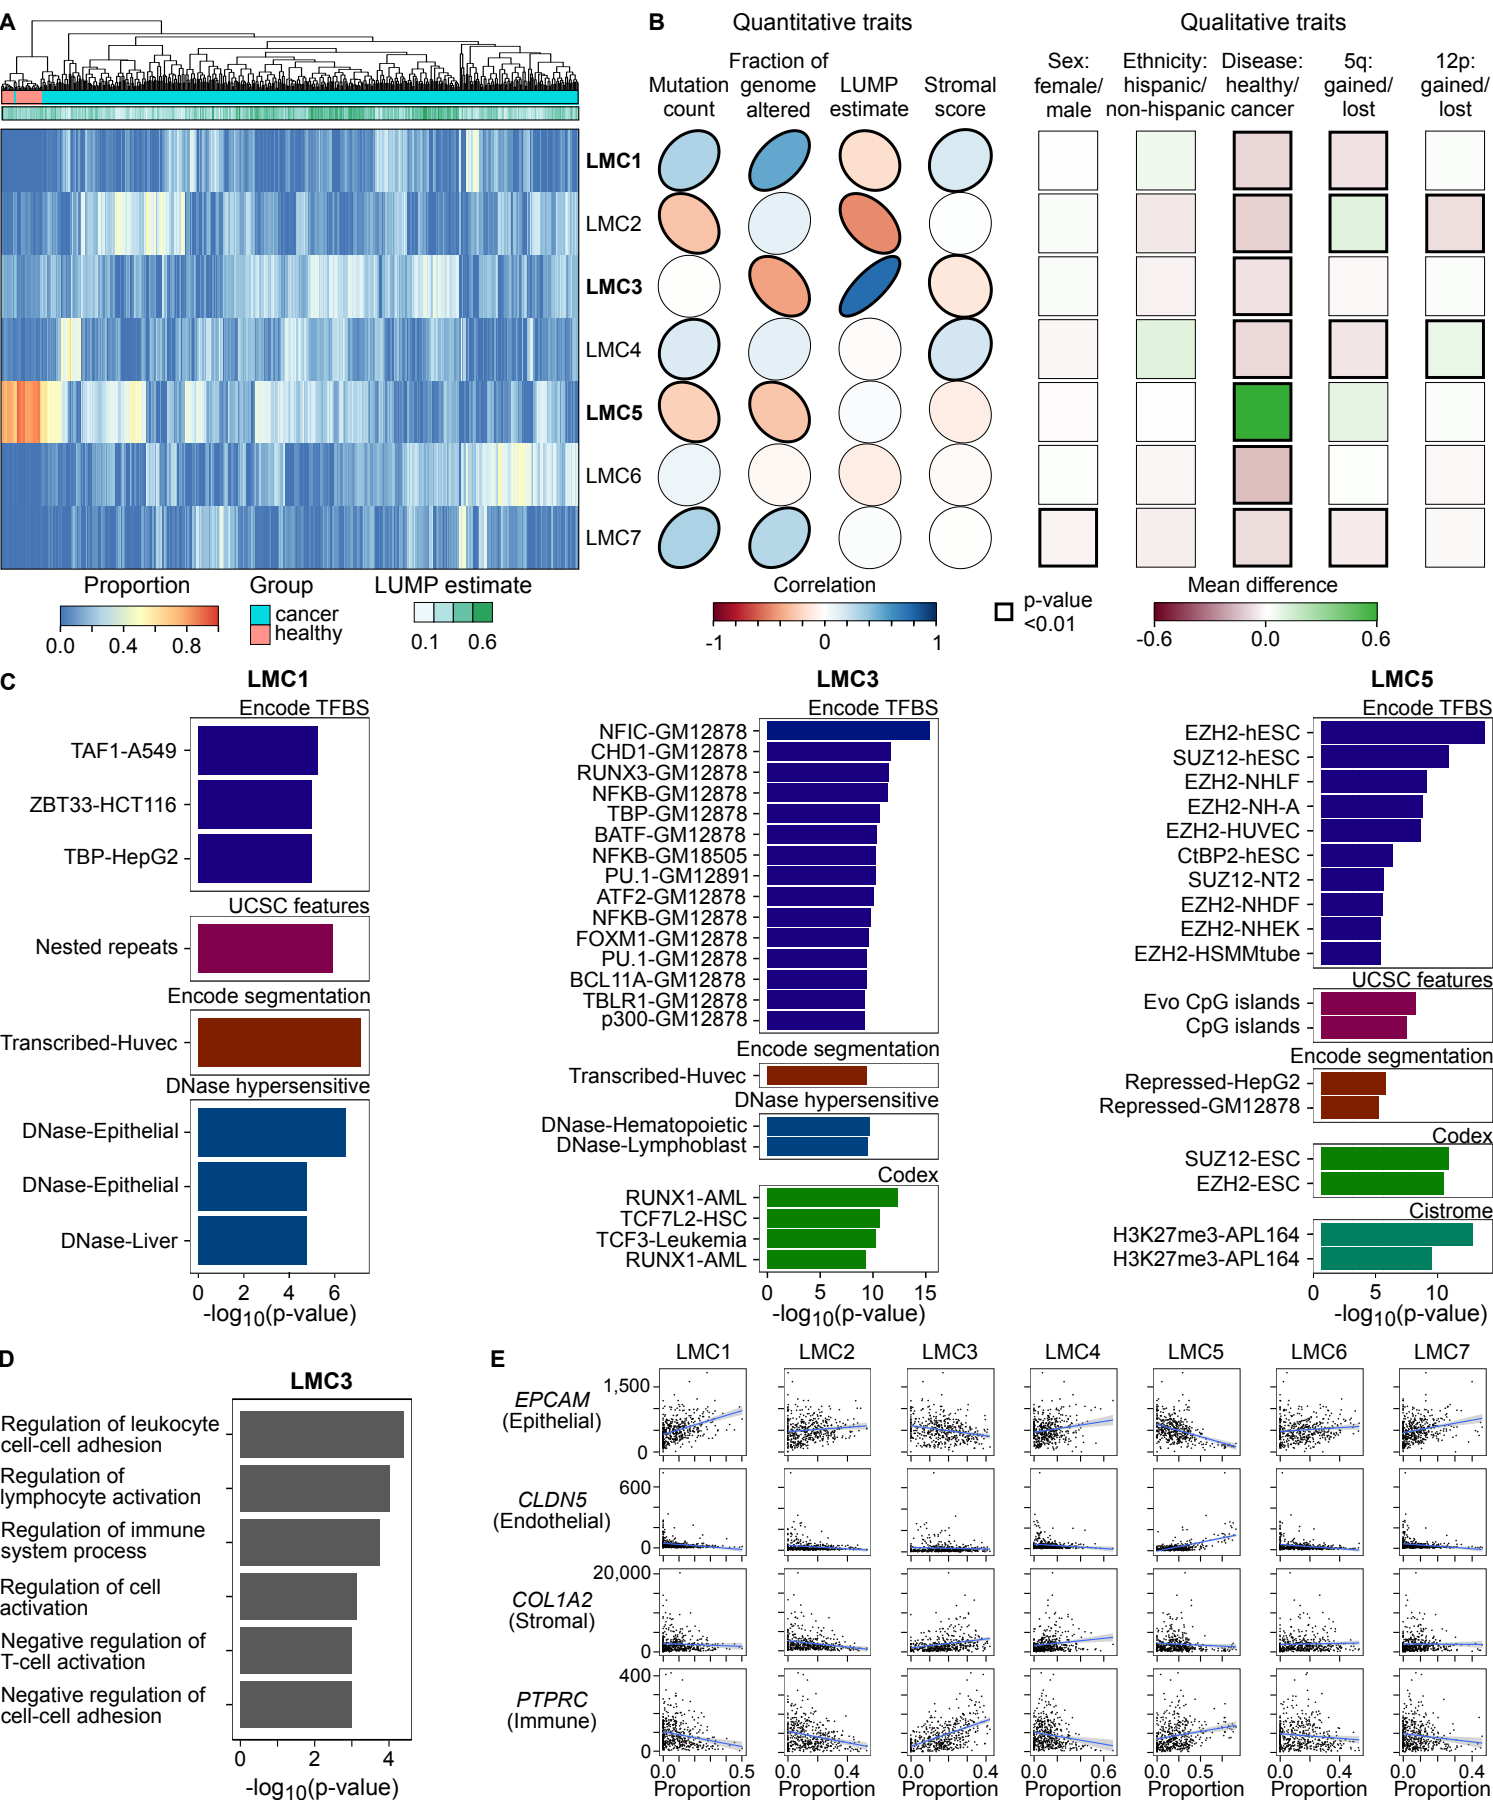 A
B
Quantitative traits
Qualitative traits
Mutation
count
Fraction of
genome
altered
LUMP
estimate
Stromal
score
Sex:
female/
male
Ethnicity:
hispanic/
non-hispanic
Disease:
healthy/
cancer
5q:
gained/
lost
12p:
gained/
lost
LMC1
LMC2
LMC3
LMC4
LMC5
LMC6
LMC7
Proportion
0.0 0.4 0.8
Group
cancer
healthy
LUMP estimate
0.1 0.6
Correlation
-1 0 1
p-value
<0.01
Mean difference
-0.6 0.0 0.6
C
LMC1
Encode TFBS
TAF1-A549
ZBT33-HCT116
TBP-HepG2
UCSC features
Nested repeats
Encode segmentation
Transcribed-Huvec
DNase hypersensitive
DNase-Epithelial
DNase-Epithelial
DNase-Liver
0 2 4 6
-log10(p-value)
LMC3
Encode TFBS
NFIC-GM12878
CHD1-GM12878
RUNX3-GM12878
NFKB-GM12878
TBP-GM12878
BATF-GM12878
NFKB-GM18505
PU.1-GM12891
ATF2-GM12878
NFKB-GM12878
FOXM1-GM12878
PU.1-GM12878
BCL11A-GM12878
TBLR1-GM12878
p300-GM12878
Encode segmentation
Transcribed-Huvec
DNase hypersensitive
DNase-Hematopoietic
DNase-Lymphoblast
Codex
RUNX1-AML
TCF7L2-HSC
TCF3-Leukemia
RUNX1-AML
0 5 10 15
-log10(p-value)
LMC5
Encode TFBS
EZH2-hESC
SUZ12-hESC
EZH2-NHLF
EZH2-NH-A
EZH2-HUVEC
CtBP2-hESC
SUZ12-NT2
EZH2-NHDF
EZH2-NHEK
EZH2-HSMMtube
UCSC features
Evo CpG islands
CpG islands
Encode segmentation
Repressed-HepG2
Repressed-GM12878
Codex
SUZ12-ESC
EZH2-ESC
Cistrome
H3K27me3-APL164
H3K27me3-APL164
0 5 10
-log10(p-value)
D
LMC3
Regulation of leukocyte
cell-cell adhesion
Regulation of
lymphocyte activation
Regulation of immune
system process
Regulation of cell
activation
Negative regulation of
T-cell activation
Negative regulation of
cell-cell adhesion
0 2 4
-log10(p-value)
E
LMC1 LMC2 LMC3 LMC4 LMC5 LMC6 LMC7
EPCAM
(Epithelial)
1,500
0
CLDN5
(Endothelial)
600
0
COL1A2
(Stromal)
20,000
0
PTPRC
(Immune)
400
0
0.0 0.5 0.0 0.4 0.0 0.4 0.0 0.6 0.0 0.5 0.0 0.4 0.0 0.4
Proportion Proportion Proportion Proportion Proportion Proportion Proportion